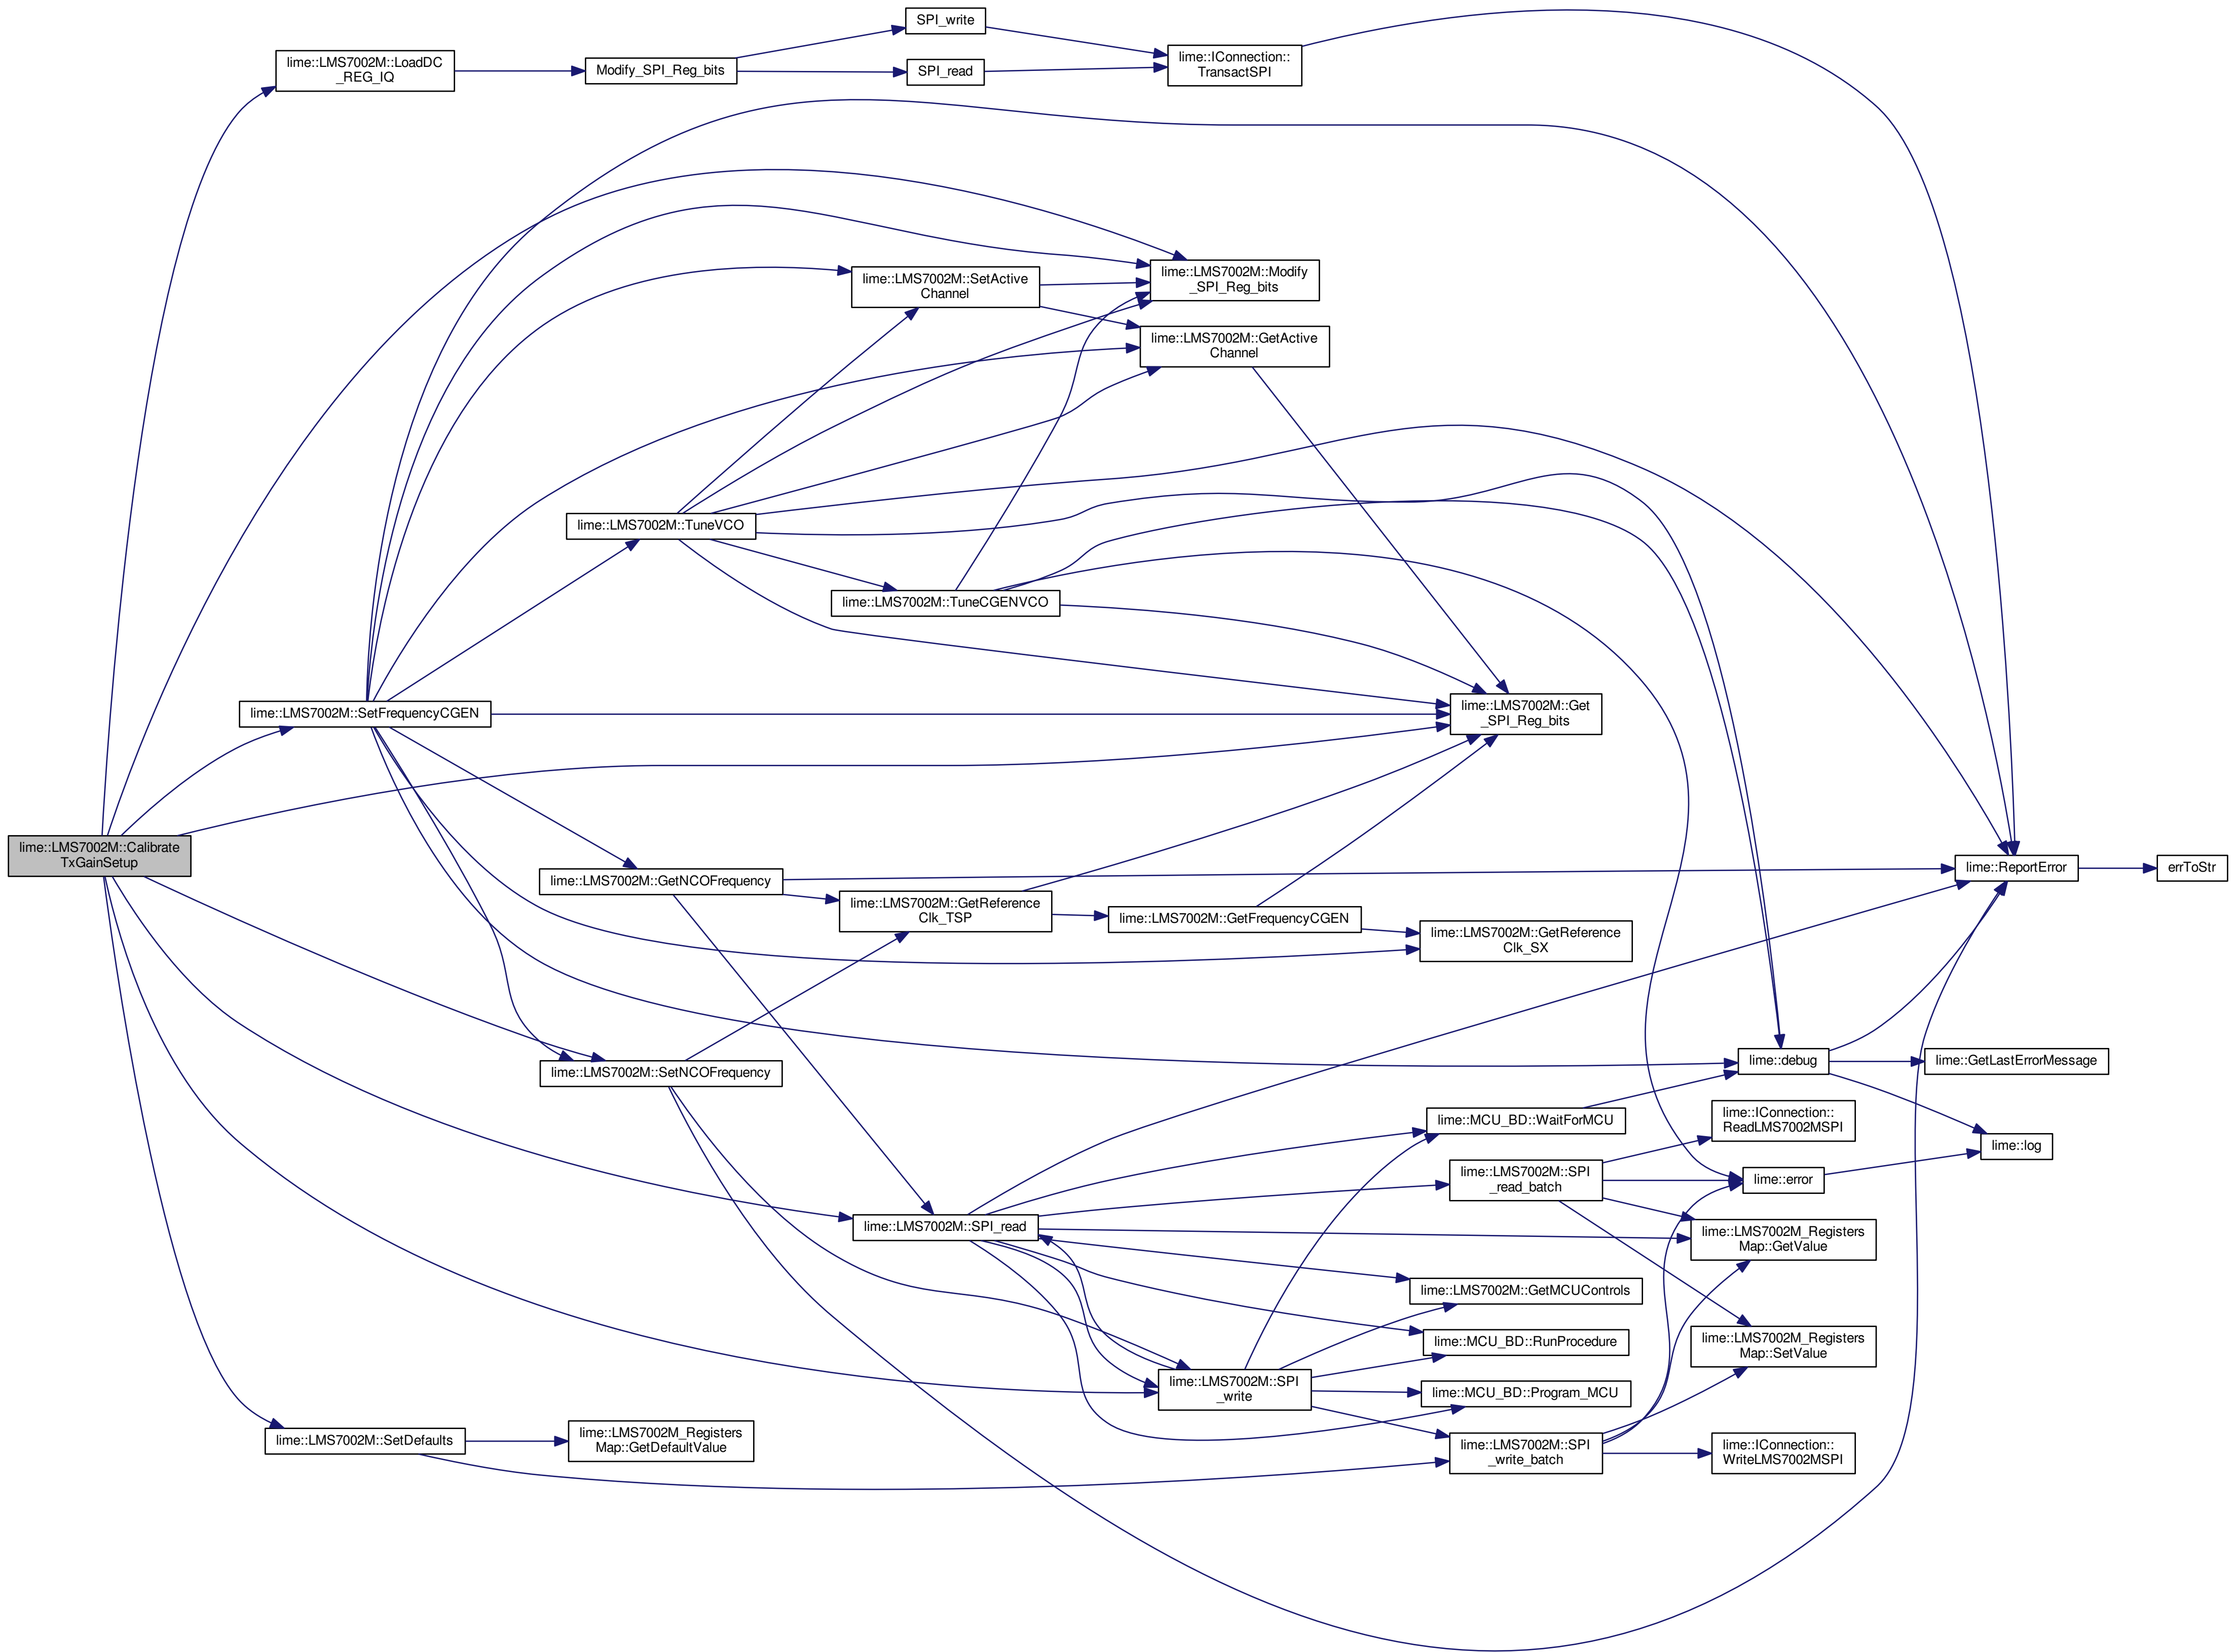 SPI_write
lime::LMS7002M::LoadDC
_REG_IQ
Modify_SPI_Reg_bits
SPI_read
lime::IConnection::
TransactSPI
lime::LMS7002M::SetActive
Channel
lime::LMS7002M::Modify
_SPI_Reg_bits
lime::LMS7002M::GetActive
Channel
lime::LMS7002M::TuneVCO
lime::LMS7002M::TuneCGENVCO
lime::LMS7002M::SetFrequencyCGEN
lime::LMS7002M::Get
_SPI_Reg_bits
lime::LMS7002M::Calibrate
TxGainSetup
lime::LMS7002M::GetNCOFrequency
lime::ReportError
errToStr
lime::LMS7002M::GetReference
Clk_TSP
lime::LMS7002M::GetFrequencyCGEN
lime::LMS7002M::GetReference
Clk_SX
lime::LMS7002M::SetNCOFrequency
lime::debug
lime::GetLastErrorMessage
lime::MCU_BD::WaitForMCU
lime::IConnection::
ReadLMS7002MSPI
lime::log
lime::LMS7002M::SPI
_read_batch
lime::error
lime::LMS7002M::SPI_read
lime::LMS7002M_Registers
Map::GetValue
lime::LMS7002M::GetMCUControls
lime::MCU_BD::RunProcedure
lime::LMS7002M_Registers
Map::SetValue
lime::LMS7002M::SPI
_write
lime::MCU_BD::Program_MCU
lime::LMS7002M::SetDefaults
lime::LMS7002M_Registers
Map::GetDefaultValue
lime::LMS7002M::SPI
_write_batch
lime::IConnection::
WriteLMS7002MSPI